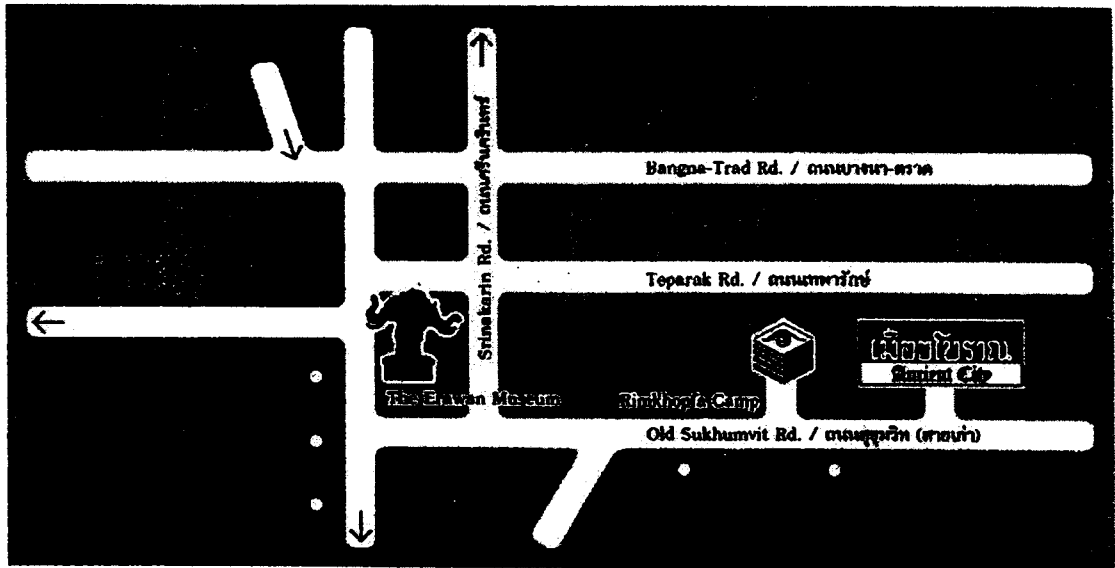 Srinakarin Rd. / ถนนศรีนครินทร์
Bangna-Trad Rd. / ถนนบางนา-ตราด
Teparak Rd. / ถนนเทพารักษ์
The Erawan Museum
Rimkhopfa Camp
เมืองโบราณ
Ancient City
Old Sukhumvit Rd. / ถนนสุขุมวิท (สายเก่า)